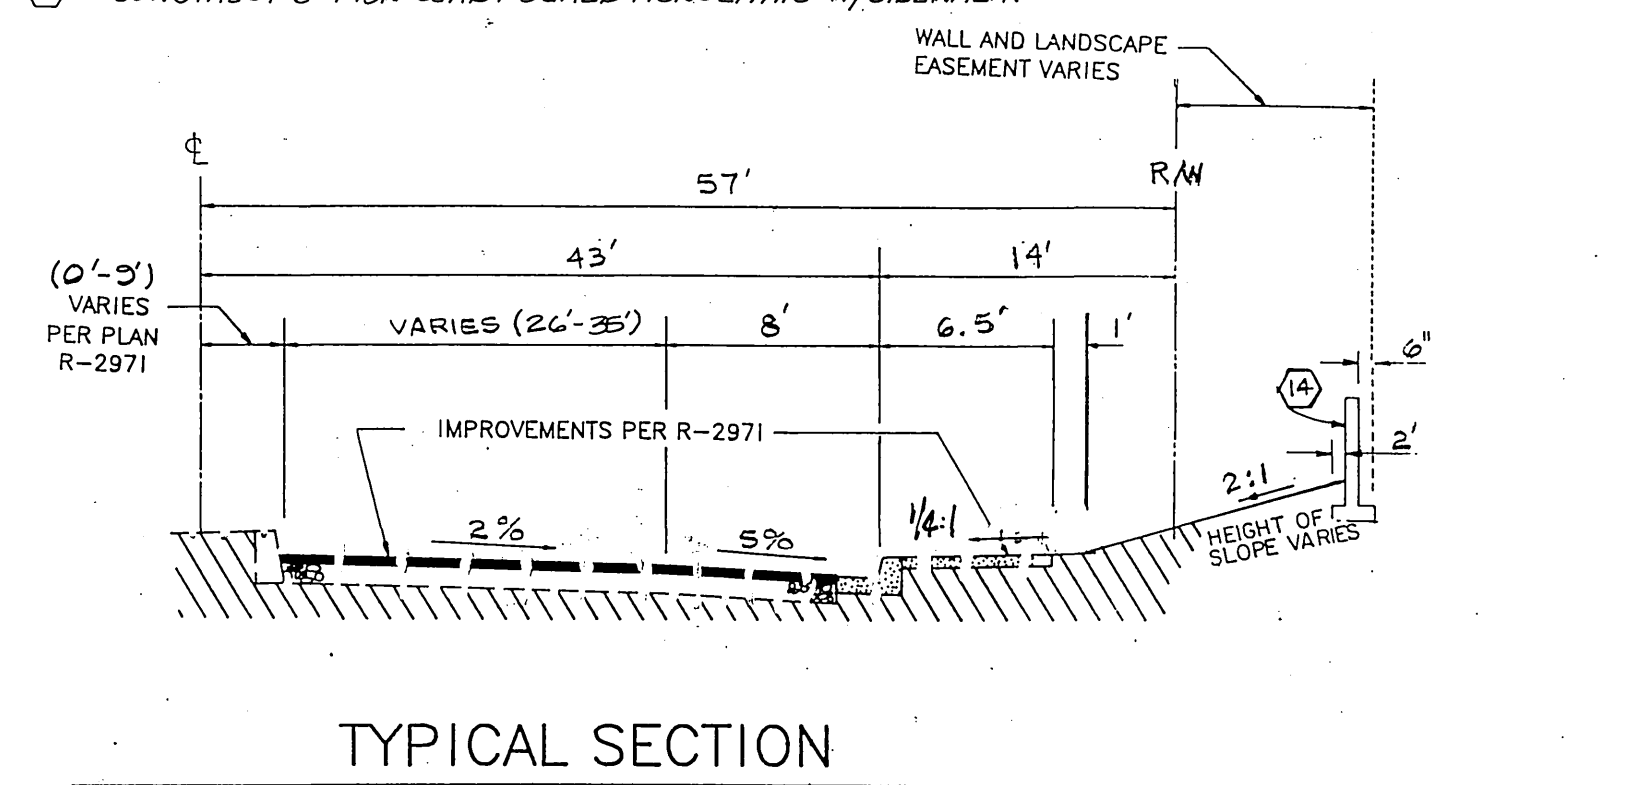 WALL AND LANDSCAPE
EASEMENT VARIES
℄
57'
R/W
43'
14'
(0'-9')
VARIES
PER PLAN
R-2971
VARIES (26'-35')
8'
6.5'
1'
6"
14
IMPROVEMENTS PER R-2971
2'
2:1
2%
5%
1/4:1
HEIGHT OF
SLOPE VARIES
TYPICAL SECTION